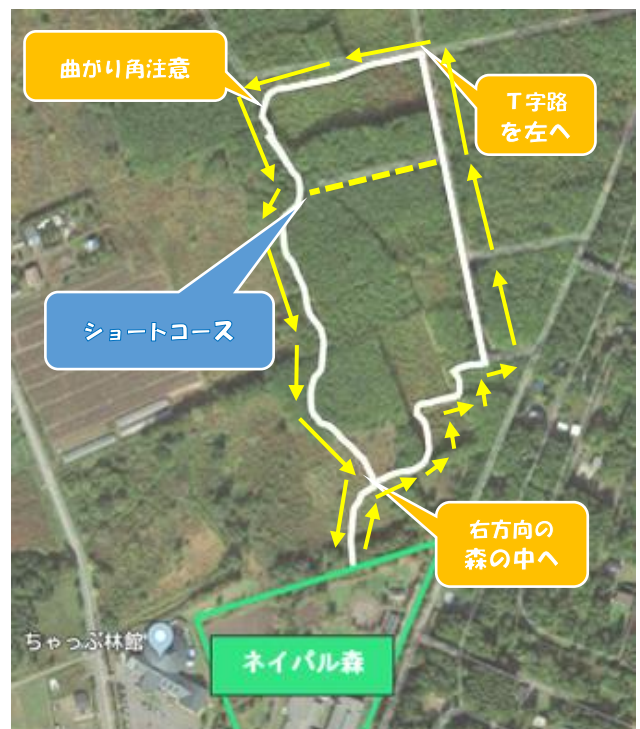 曲がり角注意
T字路
を左へ
ショートコース
右方向の
森の中へ
ちゃっぷ林館
ネイパル森